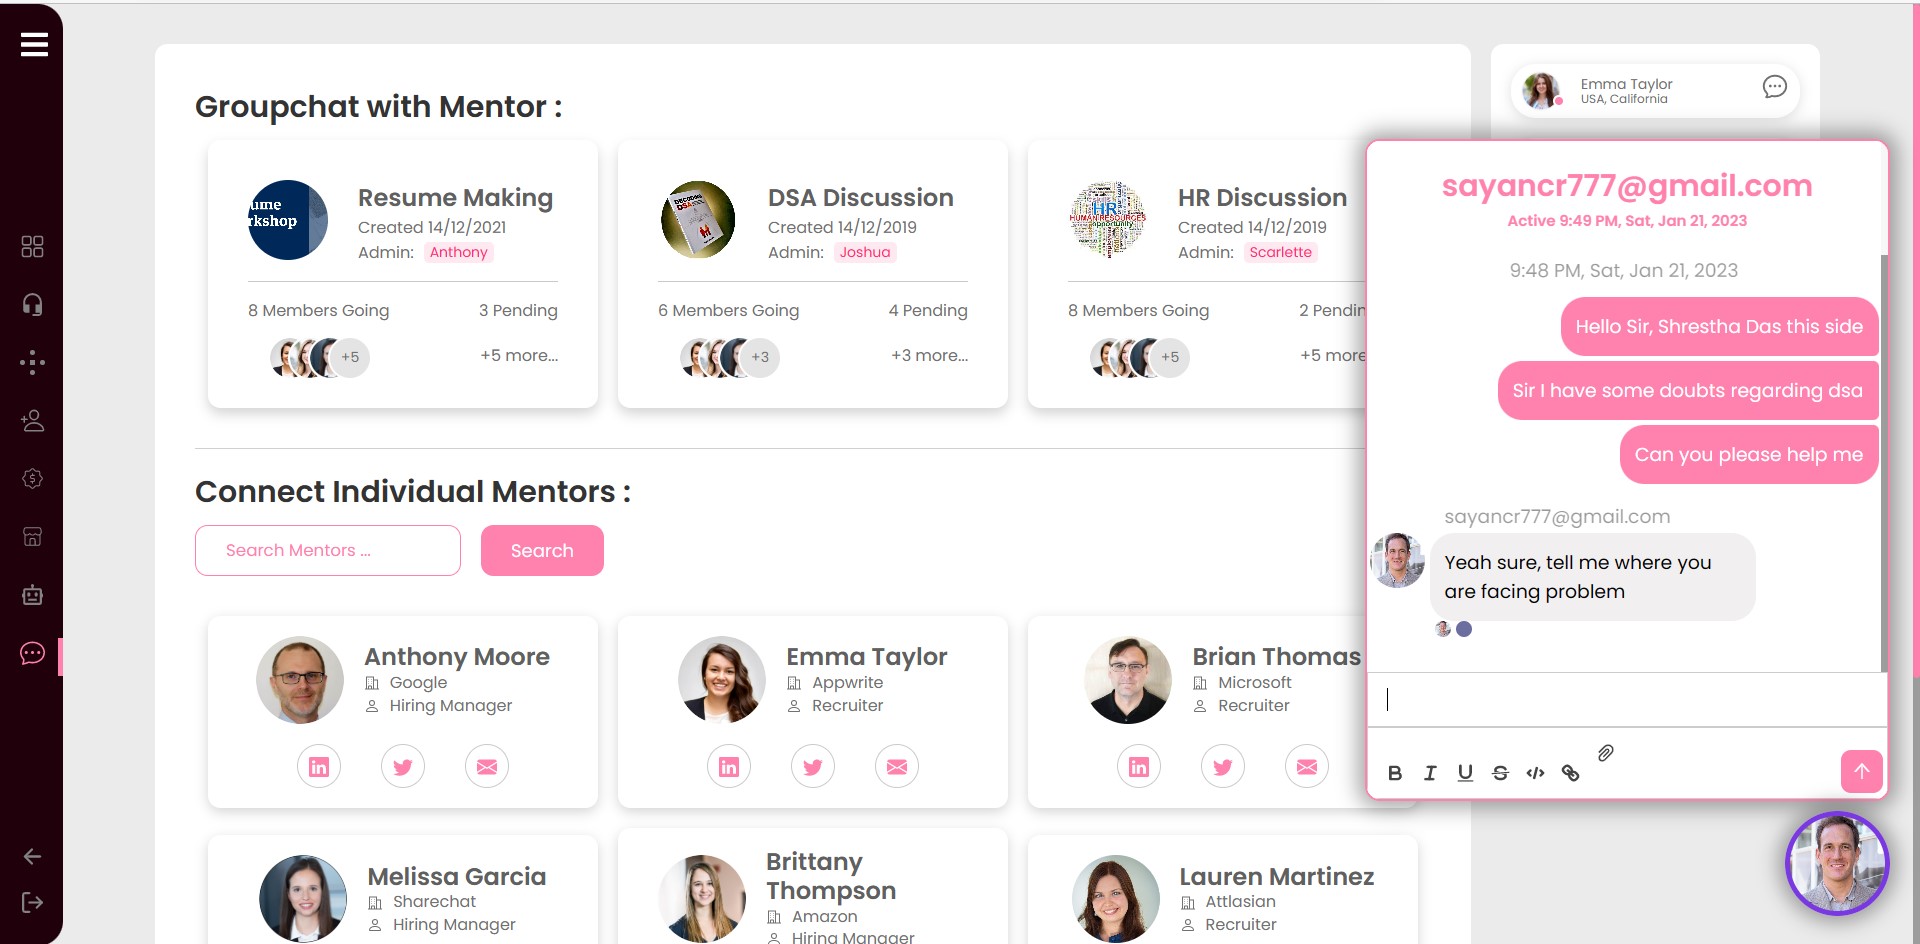 Groupchat with Mentor :
ume
rkshop
Resume Making
Created 14/12/2021
Admin: Anthony
8 Members Going 3 Pending
+5 +5 more...
DECODING
DSA
DSA Discussion
Created 14/12/2019
Admin: Joshua
6 Members Going 4 Pending
+3 +3 more...
HR
HUMAN RESOURCES
opportunity
HR Discussion
Created 14/12/2019
Admin: Scarlette
8 Members Going 2 Pendin
+5 +5 more
Connect Individual Mentors :
Search Mentors ...
Search
Anthony Moore
Google
Hiring Manager
Emma Taylor
Appwrite
Recruiter
Brian Thomas
Microsoft
Recruiter
Melissa Garcia
Sharechat
Hiring Manager
Brittany
Thompson
Amazon
Hiring Manager
Lauren Martinez
Attlasian
Recruiter
Emma Taylor
USA, California
sayancr777@gmail.com
Active 9:49 PM, Sat, Jan 21, 2023
9:48 PM, Sat, Jan 21, 2023
Hello Sir, Shrestha Das this side
Sir I have some doubts regarding dsa
Can you please help me
sayancr777@gmail.com
Yeah sure, tell me where you
are facing problem